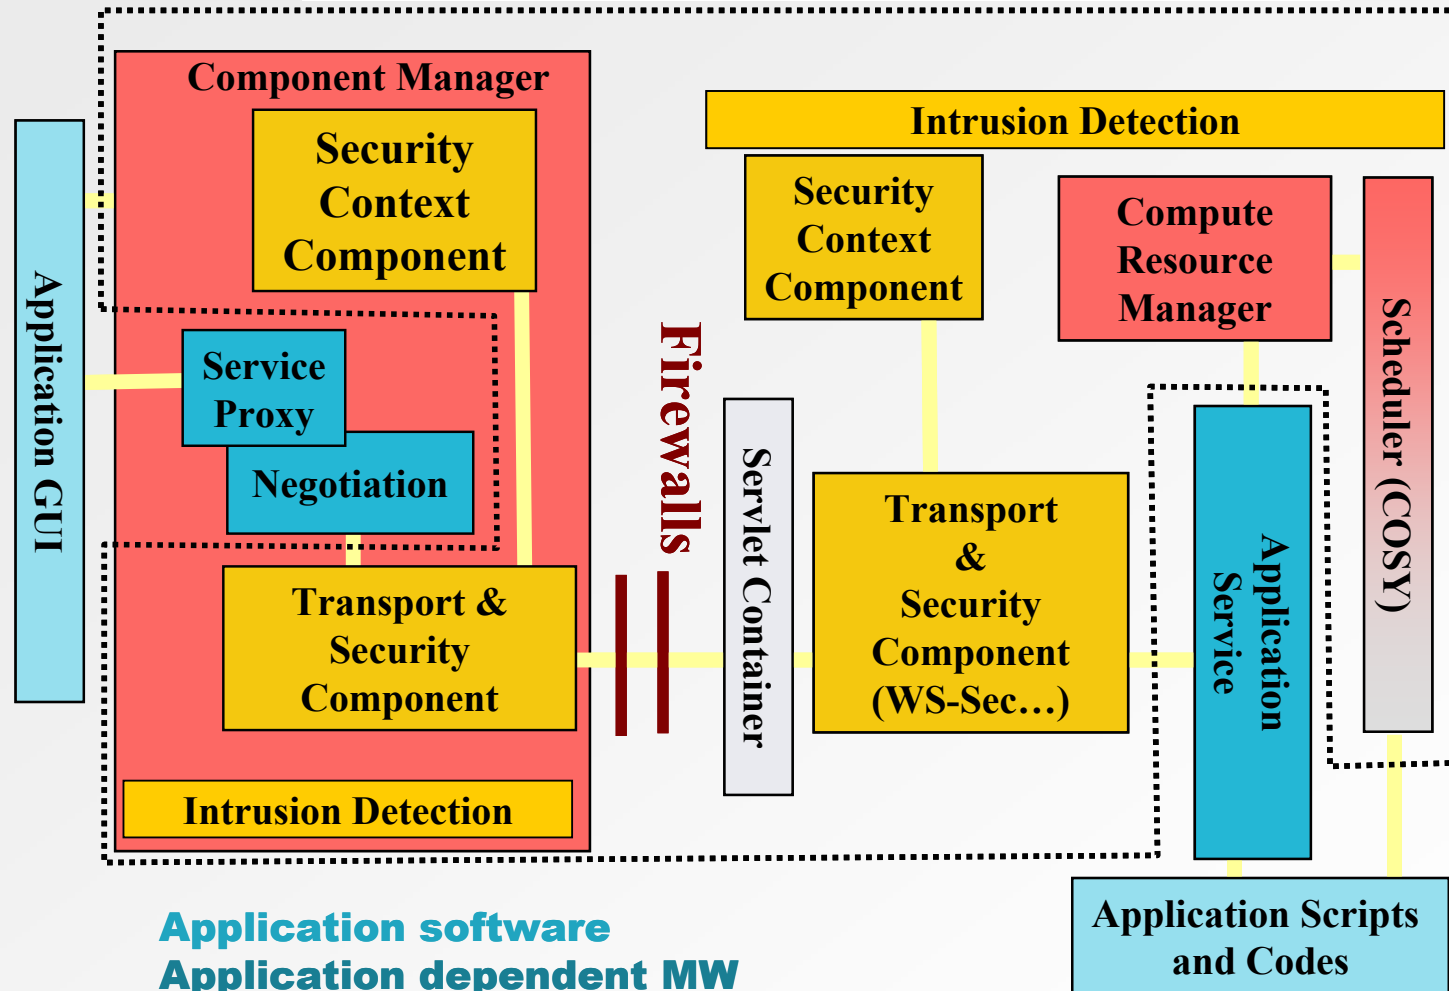 Component Manager
Security
Context
Component
Application GUI
Service
Proxy
Negotiation
Transport &
Security
Component
Intrusion Detection
Firewalls
Servlet Container
Intrusion Detection
Security
Context
Component
Transport
&
Security
Component
(WS-Sec…)
Compute
Resource
Manager
Scheduler (COSY)
Application
Service
Application Scripts
and Codes
Application software
Application dependent MW